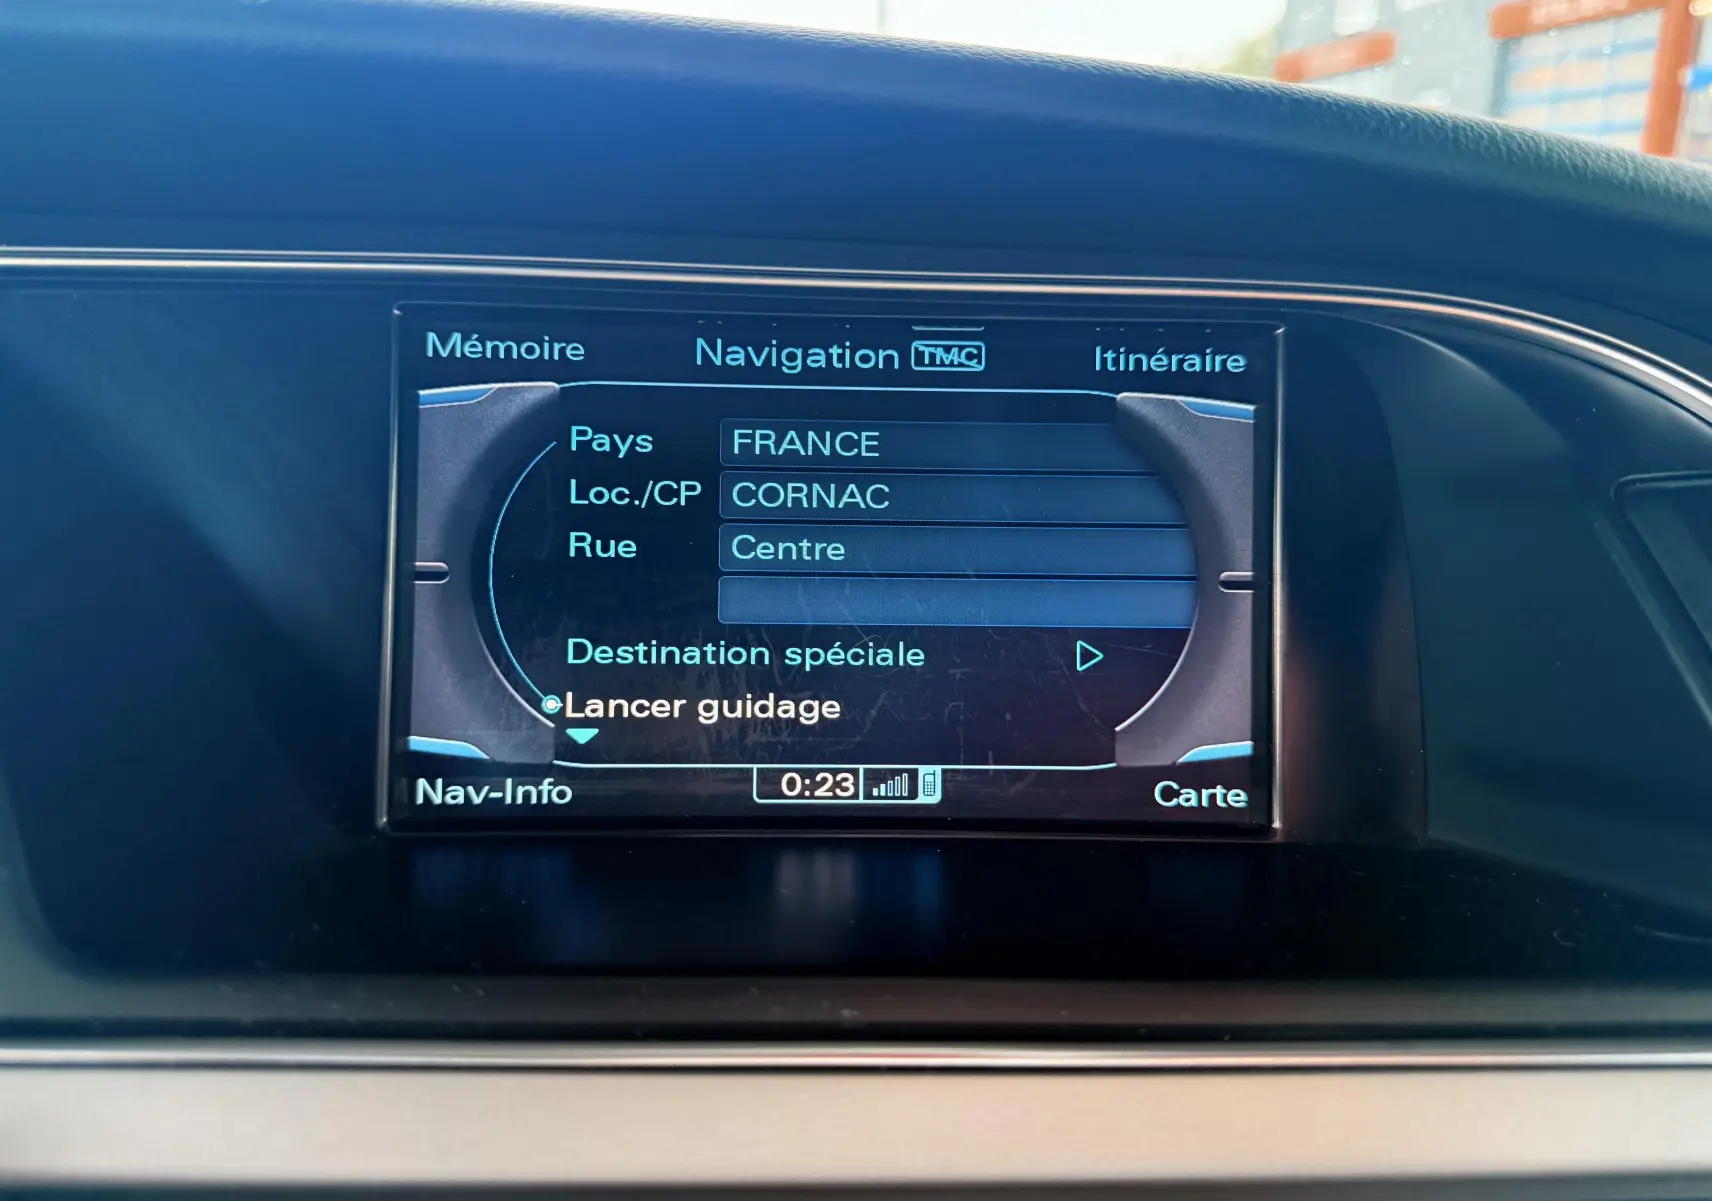 Mémoire Navigation TMC Itinéraire
Pays FRANCE
Loc./CP CORNAC
Rue Centre
Destination spéciale
Lancer guidage
Nav-Info 0:23 Carte